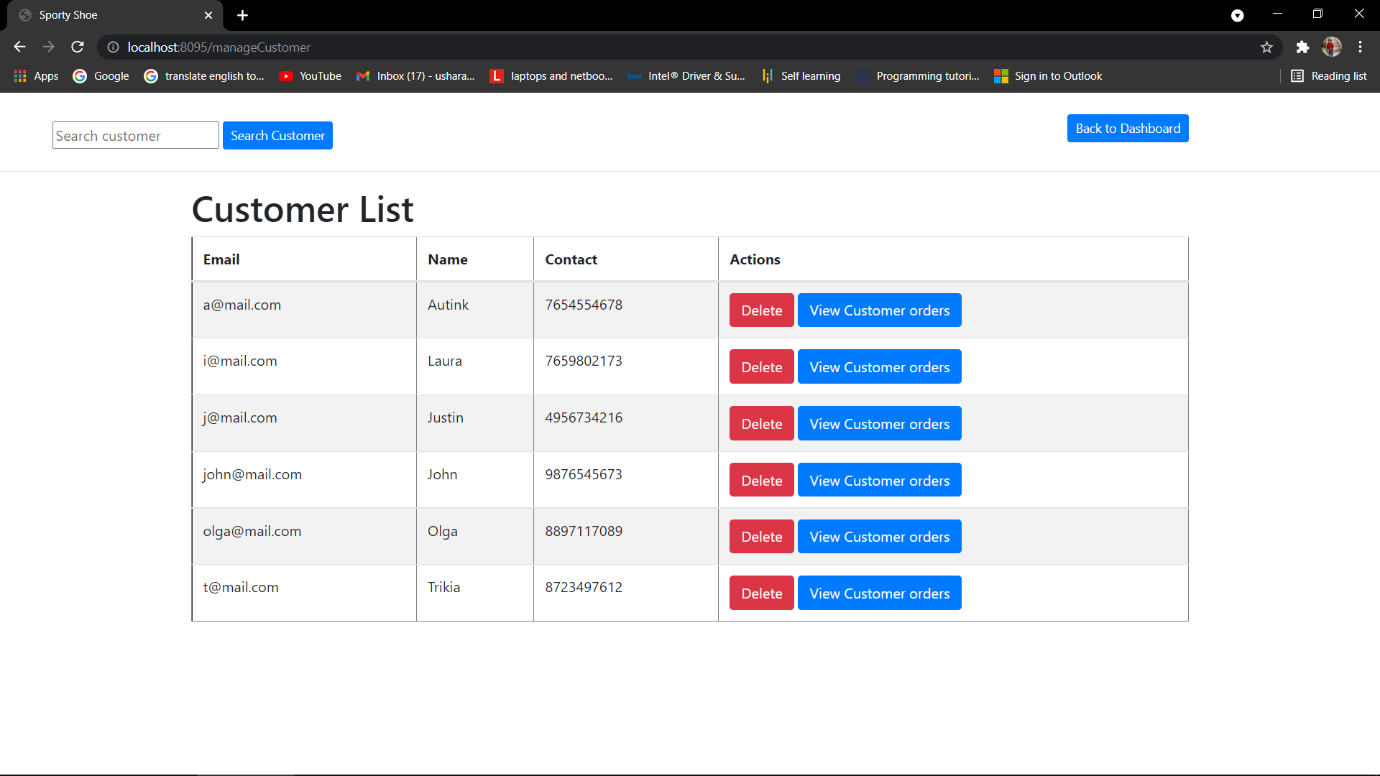 Sporty Shoe
localhost:8095/manageCustomer
Apps Google translate english to... YouTube Inbox (17) - ushara... L laptops and netboo... intel Intel® Driver & Su... Self learning Programming tutori... Sign in to Outlook Reading list
Search customer Search Customer Back to Dashboard
Customer List
Email Name Contact Actions
a@mail.com Autink 7654554678 Delete View Customer orders
i@mail.com Laura 7659802173 Delete View Customer orders
j@mail.com Justin 4956734216 Delete View Customer orders
john@mail.com John 9876545673 Delete View Customer orders
olga@mail.com Olga 8897117089 Delete View Customer orders
t@mail.com Trikia 8723497612 Delete View Customer orders